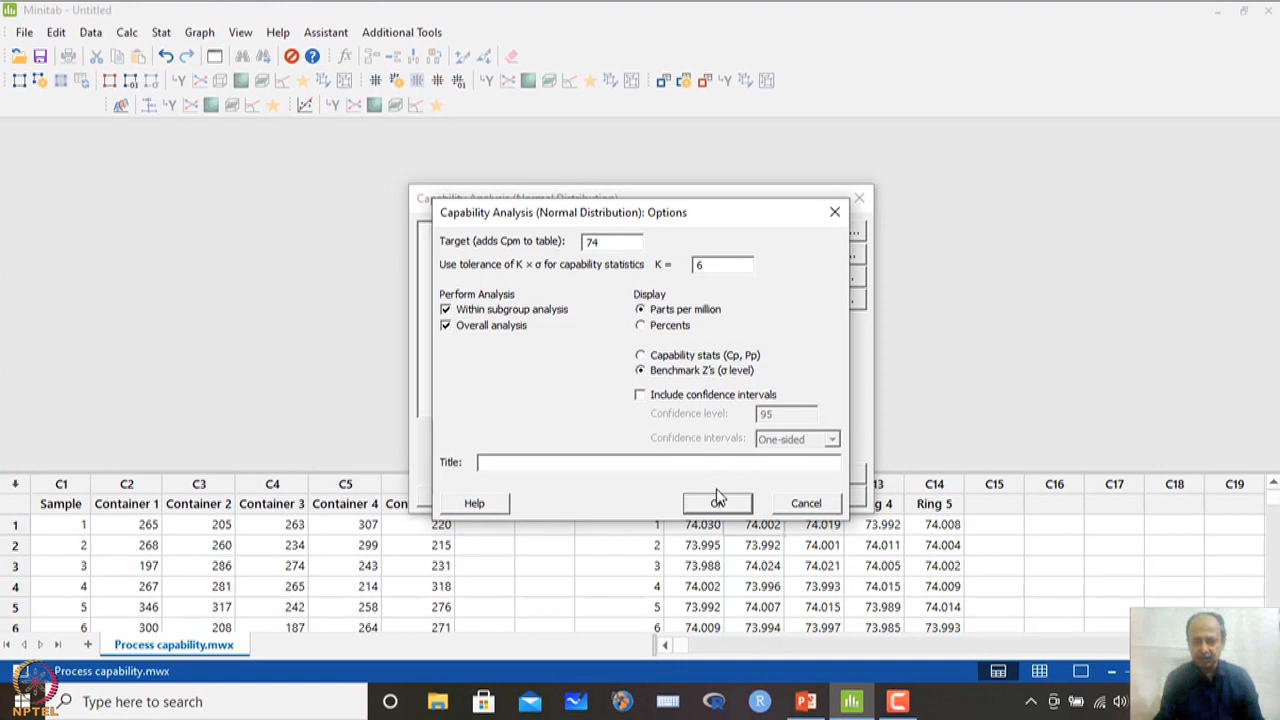 Minitab - Untitled
File Edit Data Calc Stat Graph View Help Assistant Additional Tools
Capability Analysis (Normal Distribution)
Capability Analysis (Normal Distribution): Options
Target (adds Cpm to table): 74
Use tolerance of K × σ for capability statistics K = 6
Perform Analysis Display
Within subgroup analysis Parts per million
Overall analysis Percents
Capability stats (Cp, Pp)
Benchmark Z's (σ level)
Include confidence intervals
Confidence level: 95
Confidence intervals: One-sided
Title:
Help OK Cancel
C1 C2 C3 C4 C5 13 C14 C15 C16 C17 C18 C19
Sample Container 1 Container 2 Container 3 Container 4 Con g 4 Ring 5
1 265 205 263 307 220 1 74.030 74.002 74.019 73.992 74.008
2 268 260 234 299 215 2 73.995 73.992 74.001 74.011 74.004
3 197 286 274 243 231 3 73.988 74.024 74.021 74.005 74.002
4 267 281 265 214 318 4 74.002 73.996 73.993 74.015 74.009
5 346 317 242 258 276 5 73.992 74.007 74.015 73.989 74.014
6 300 208 187 264 271 6 74.009 73.994 73.997 73.985 73.993
Process capability.mwx
Process capability.mwx
Type here to search
NPTEL